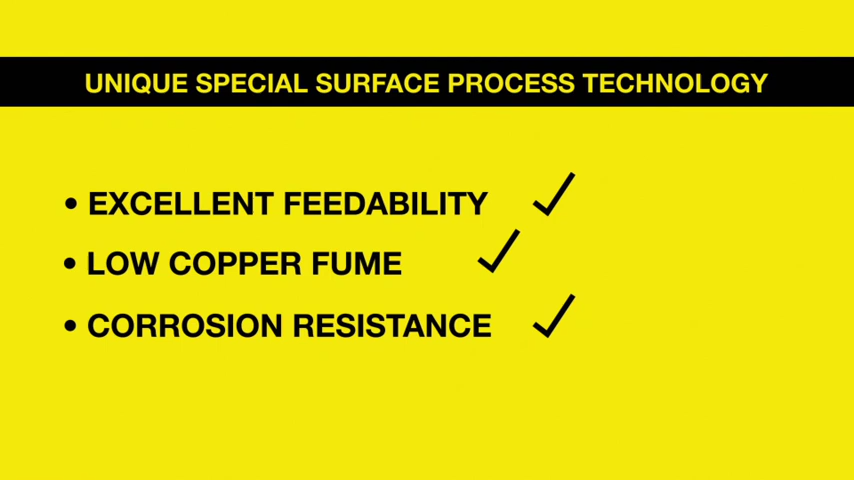 UNIQUE SPECIAL SURFACE PROCESS TECHNOLOGY
• EXCELLENT FEEDABILITY ✓
• LOW COPPER FUME ✓
• CORROSION RESISTANCE ✓